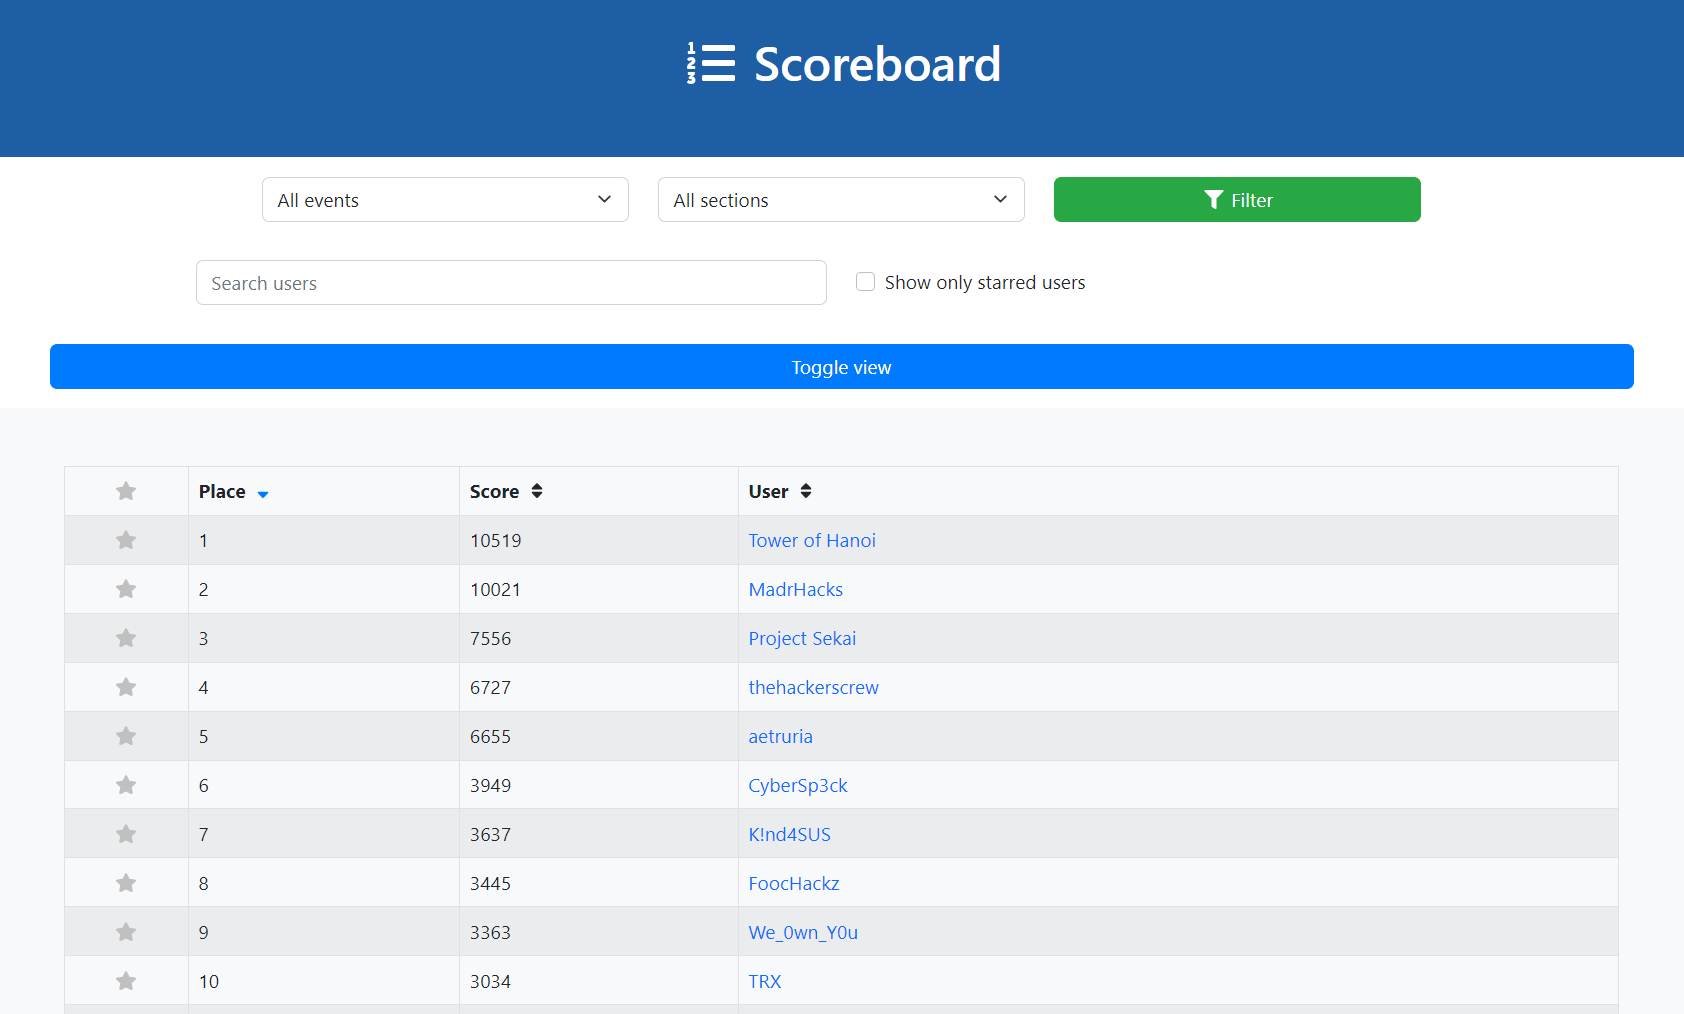 Scoreboard
All events All sections Filter
Search users Show only starred users
Toggle view
Place Score User
1 10519 Tower of Hanoi
2 10021 MadrHacks
3 7556 Project Sekai
4 6727 thehackerscrew
5 6655 aetruria
6 3949 CyberSp3ck
7 3637 K!nd4SUS
8 3445 FoocHackz
9 3363 We_0wn_Y0u
10 3034 TRX